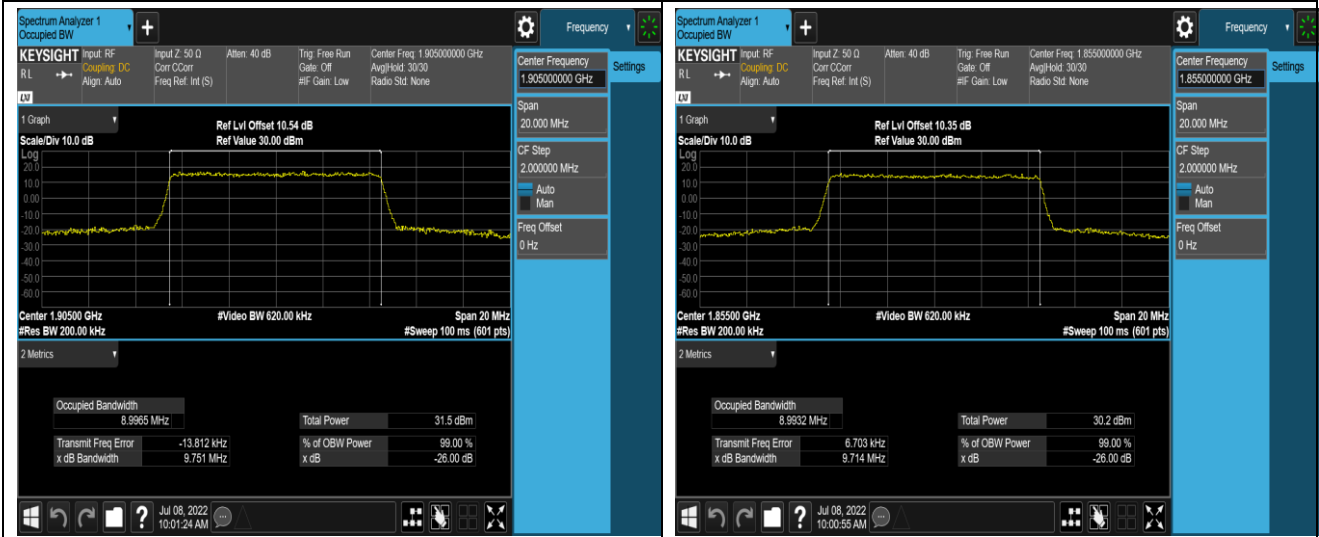 Spectrum Analyzer 1
Occupied BW
+
Frequency
KEYSIGHT Input: RF Input Z: 50 Ω Atten: 40 dB Trig: Free Run Center Freq: 1.905000000 GHz
Coupling: DC Corr CCorr Gate: Off Avg|Hold: 30/30
RL Align: Auto Freq Ref: Int (S) #IF Gain: Low Radio Std: None
LXI
Center Frequency
1.905000000 GHz
Settings
Span
20.000 MHz
CF Step
2.000000 MHz
Auto
Man
Freq Offset
0 Hz
1 Graph
Ref Lvl Offset 10.54 dB
Scale/Div 10.0 dB Ref Value 30.00 dBm
Log
20.0
10.0
0.00
-10.0
-20.0
-30.0
-40.0
-50.0
-60.0
Center 1.90500 GHz #Video BW 620.00 kHz Span 20 MHz
#Res BW 200.00 kHz #Sweep 100 ms (601 pts)
2 Metrics
Occupied Bandwidth
8.9965 MHz Total Power 31.5 dBm
Transmit Freq Error -13.812 kHz % of OBW Power 99.00 %
x dB Bandwidth 9.751 MHz x dB -26.00 dB
? Jul 08, 2022
10:01:24 AM
Spectrum Analyzer 1
Occupied BW
+
Frequency
KEYSIGHT Input: RF Input Z: 50 Ω Atten: 40 dB Trig: Free Run Center Freq: 1.855000000 GHz
Coupling: DC Corr CCorr Gate: Off Avg|Hold: 30/30
RL Align: Auto Freq Ref: Int (S) #IF Gain: Low Radio Std: None
LXI
Center Frequency
1.855000000 GHz
Settings
Span
20.000 MHz
CF Step
2.000000 MHz
Auto
Man
Freq Offset
0 Hz
1 Graph
Ref Lvl Offset 10.35 dB
Scale/Div 10.0 dB Ref Value 30.00 dBm
Log
20.0
10.0
0.00
-10.0
-20.0
-30.0
-40.0
-50.0
-60.0
Center 1.85500 GHz #Video BW 620.00 kHz Span 20 MHz
#Res BW 200.00 kHz #Sweep 100 ms (601 pts)
2 Metrics
Occupied Bandwidth
8.9932 MHz Total Power 30.2 dBm
Transmit Freq Error 6.703 kHz % of OBW Power 99.00 %
x dB Bandwidth 9.714 MHz x dB -26.00 dB
? Jul 08, 2022
10:00:55 AM